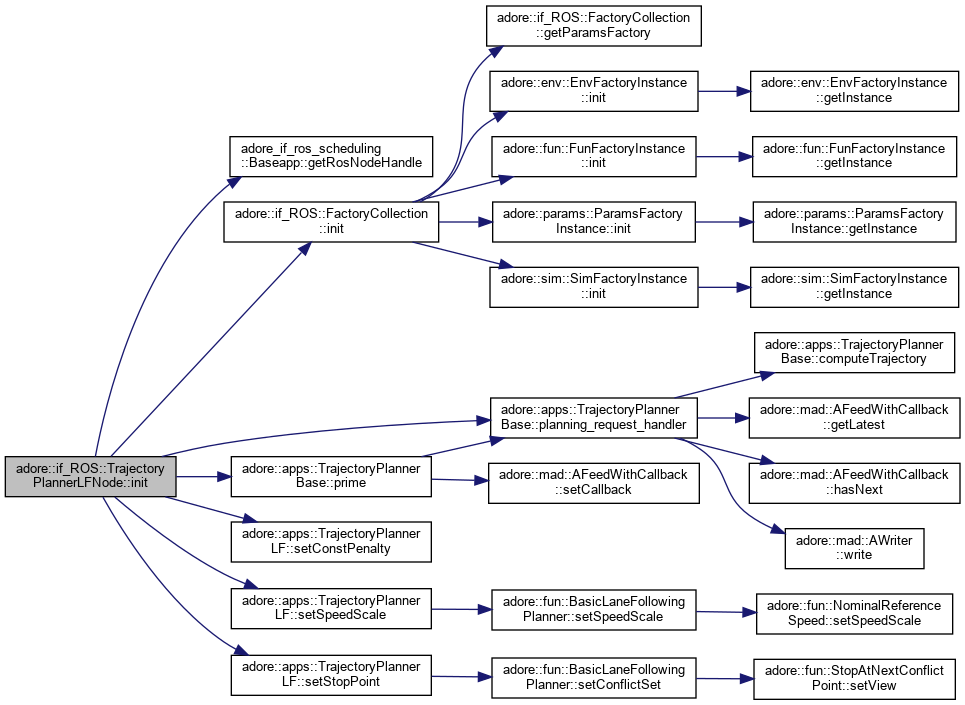 adore::if_ROS::FactoryCollection
::getParamsFactory
adore::env::EnvFactoryInstance
::init
adore::env::EnvFactoryInstance
::getInstance
adore_if_ros_scheduling
::Baseapp::getRosNodeHandle
adore::fun::FunFactoryInstance
::init
adore::fun::FunFactoryInstance
::getInstance
adore::if_ROS::FactoryCollection
::init
adore::params::ParamsFactory
Instance::init
adore::params::ParamsFactory
Instance::getInstance
adore::sim::SimFactoryInstance
::init
adore::sim::SimFactoryInstance
::getInstance
adore::apps::TrajectoryPlanner
Base::computeTrajectory
adore::apps::TrajectoryPlanner
Base::planning_request_handler
adore::mad::AFeedWithCallback
::getLatest
adore::if_ROS::Trajectory
PlannerLFNode::init
adore::apps::TrajectoryPlanner
Base::prime
adore::mad::AFeedWithCallback
::setCallback
adore::mad::AFeedWithCallback
::hasNext
adore::apps::TrajectoryPlanner
LF::setConstPenalty
adore::mad::AWriter
::write
adore::apps::TrajectoryPlanner
LF::setSpeedScale
adore::fun::BasicLaneFollowing
Planner::setSpeedScale
adore::fun::NominalReference
Speed::setSpeedScale
adore::apps::TrajectoryPlanner
LF::setStopPoint
adore::fun::BasicLaneFollowing
Planner::setConflictSet
adore::fun::StopAtNextConflict
Point::setView